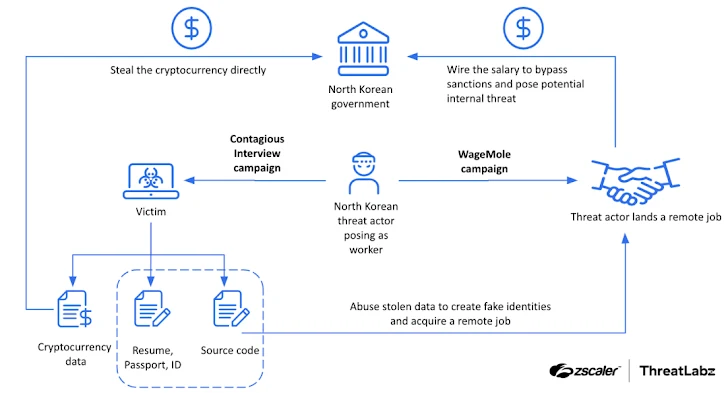 Steal the cryptocurrency directly
North Korean
government
Wire the salary to bypass
sanctions and pose potential
internal threat
Contagious
Interview
campaign
WageMole
campaign
Victim
North Korean
threat actor
posing as
worker
Threat actor lands a remote job
Cryptocurrency
data
Resume,
Passport, ID
Source code
Abuse stolen data to create fake identities
and acquire a remote job
zscaler™ | ThreatLabz